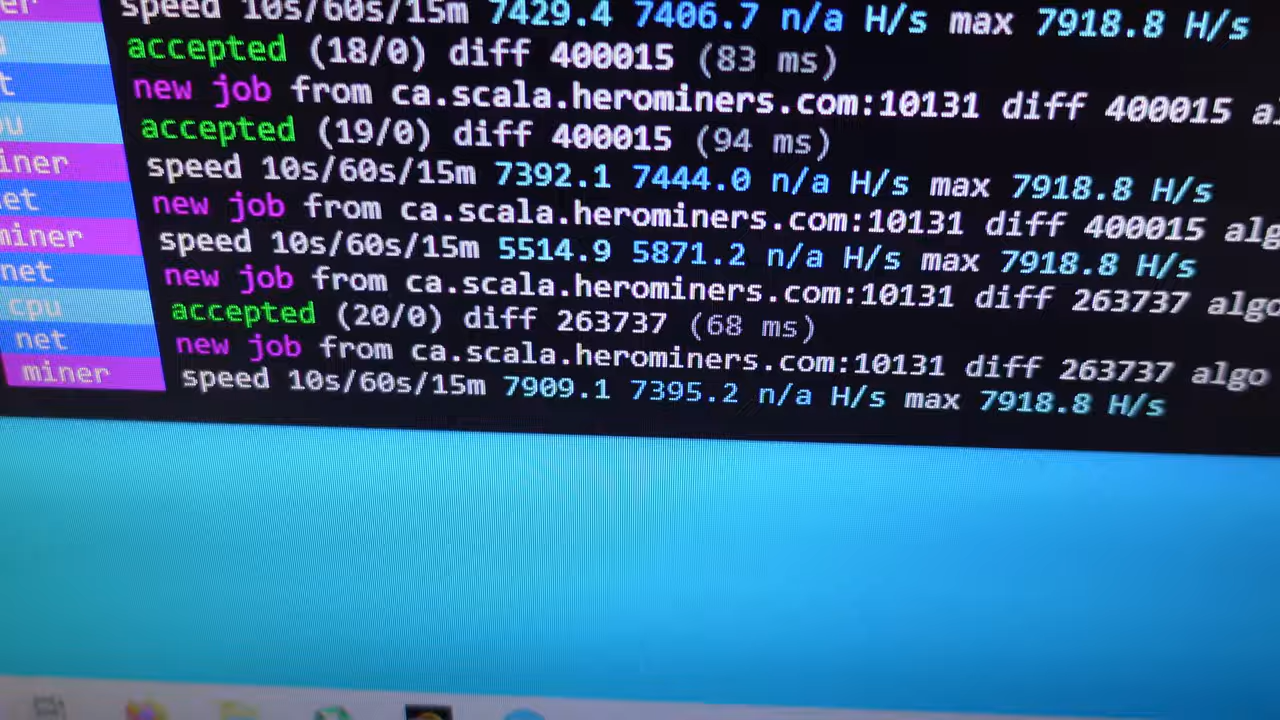 speed 10s/60s/15m 7429.4 7406.7 n/a H/s max 7918.8 H/s
accepted (18/0) diff 400015 (83 ms)
new job from ca.scala.herominers.com:10131 diff 400015
cpu accepted (19/0) diff 400015 (94 ms)
miner speed 10s/60s/15m 7392.1 7444.0 n/a H/s max 7918.8 H/s
net new job from ca.scala.herominers.com:10131 diff 400015 algo
miner speed 10s/60s/15m 5514.9 5871.2 n/a H/s max 7918.8 H/s
net new job from ca.scala.herominers.com:10131 diff 263737 algo
cpu accepted (20/0) diff 263737 (68 ms)
net new job from ca.scala.herominers.com:10131 diff 263737 algo
miner speed 10s/60s/15m 7909.1 7395.2 n/a H/s max 7918.8 H/s